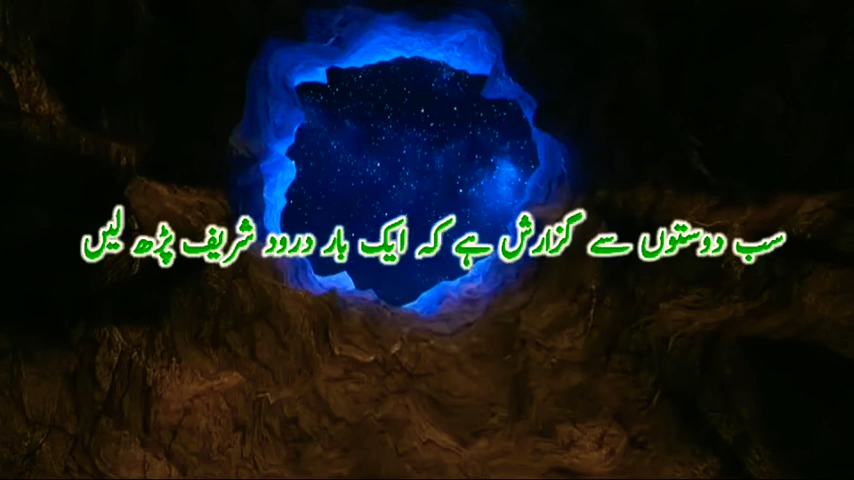 سب دوستوں سے گزارش ہے کہ ایک بار درود شریف پڑھ لیں